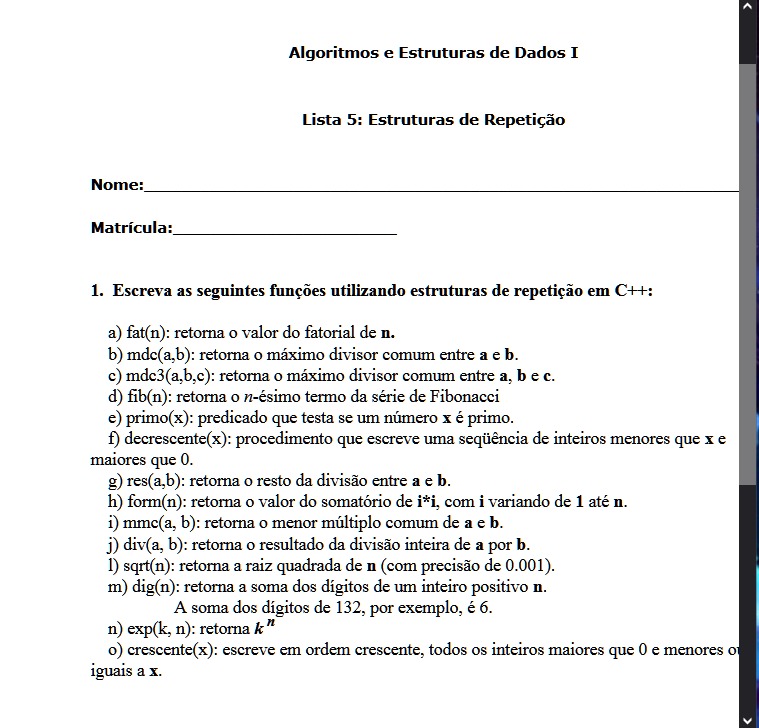 Algoritmos e Estruturas de Dados I
Lista 5: Estruturas de Repetição
Nome:
Matrícula:
1. Escreva as seguintes funções utilizando estruturas de repetição em C++:
a) fat(n): retorna o valor do fatorial de n.
b) mdc(a,b): retorna o máximo divisor comum entre a e b.
c) mdc3(a,b,c): retorna o máximo divisor comum entre a, b e c.
d) fib(n): retorna o n-ésimo termo da série de Fibonacci
e) primo(x): predicado que testa se um número x é primo.
f) decrescente(x): procedimento que escreve uma seqüência de inteiros menores que x e
maiores que 0.
g) res(a,b): retorna o resto da divisão entre a e b.
h) form(n): retorna o valor do somatório de i*i, com i variando de 1 até n.
i) mmc(a, b): retorna o menor múltiplo comum de a e b.
j) div(a, b): retorna o resultado da divisão inteira de a por b.
l) sqrt(n): retorna a raiz quadrada de n (com precisão de 0.001).
m) dig(n): retorna a soma dos dígitos de um inteiro positivo n.
A soma dos dígitos de 132, por exemplo, é 6.
n) exp(k, n): retorna k^n
o) crescente(x): escreve em ordem crescente, todos os inteiros maiores que 0 e menores
iguais a x.